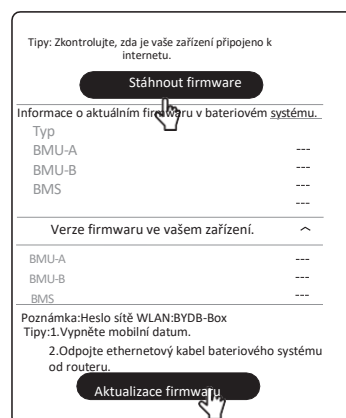 Tipy: Zkontrolujte, zda je vaše zařízení připojeno k
internetu.
Stáhnout firmware
Informace o aktuálním firmwaru v bateriovém systému.
Typ
BMU-A ---
BMU-B ---
BMS ---
---
Verze firmwaru ve vašem zařízení.
BMU-A ---
BMU-B ---
BMS ---
Poznámka:Heslo sítě WLAN:BYDB-Box
Tipy:1.Vypněte mobilní datum.
2.Odpojte ethernetový kabel bateriového systému
od routeru.
Aktualizace firmwaru